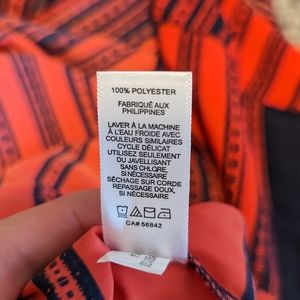 100% POLYESTER
FABRIQUÉ AUX
PHILIPPINES
LAVER À LA MACHINE
À L'EAU FROIDE AVEC
COULEURS SIMILAIRES
CYCLE DÉLICAT
UTILISEZ SEULEMENT
DU JAVELLISANT
SANS CHLORE,
SI NÉCESSAIRE
SÉCHAGE SUR CORDE
REPASSAGE DOUX,
SI NÉCESSAIRE
CA# 56842